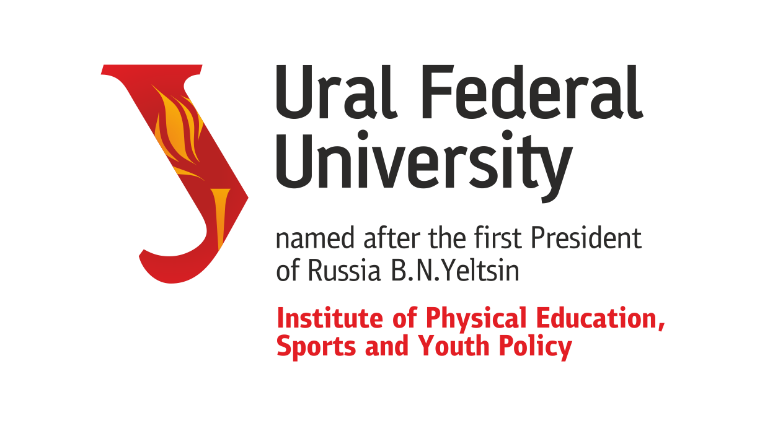 Ural Federal
University
named after the first President
of Russia B.N.Yeltsin
Institute of Physical Education,
Sports and Youth Policy